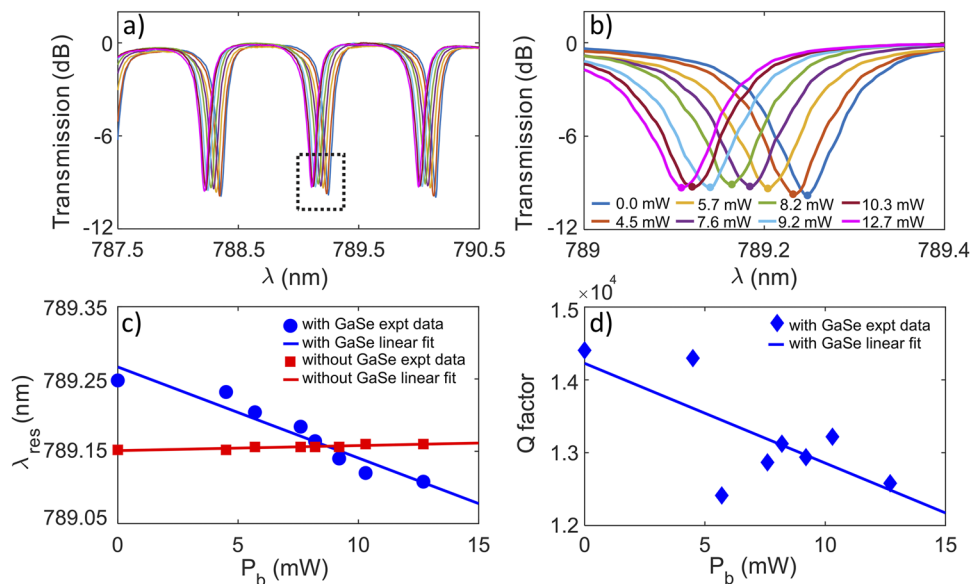 a)
Transmission (dB)
0
-6
-12
787.5
788.5
789.5
790.5
λ (nm)
b)
Transmission (dB)
0
-6
-12
0.0 mW
5.7 mW
8.2 mW
10.3 mW
4.5 mW
7.6 mW
9.2 mW
12.7 mW
789
789.2
789.4
λ (nm)
c)
λres (nm)
789.35
789.25
789.15
789.05
with GaSe expt data
with GaSe linear fit
without GaSe expt data
without GaSe linear fit
0
5
10
15
Pb (mW)
×10⁴
d)
Q factor
1.5
1.4
1.3
1.2
with GaSe expt data
with GaSe linear fit
0
5
10
15
Pb (mW)